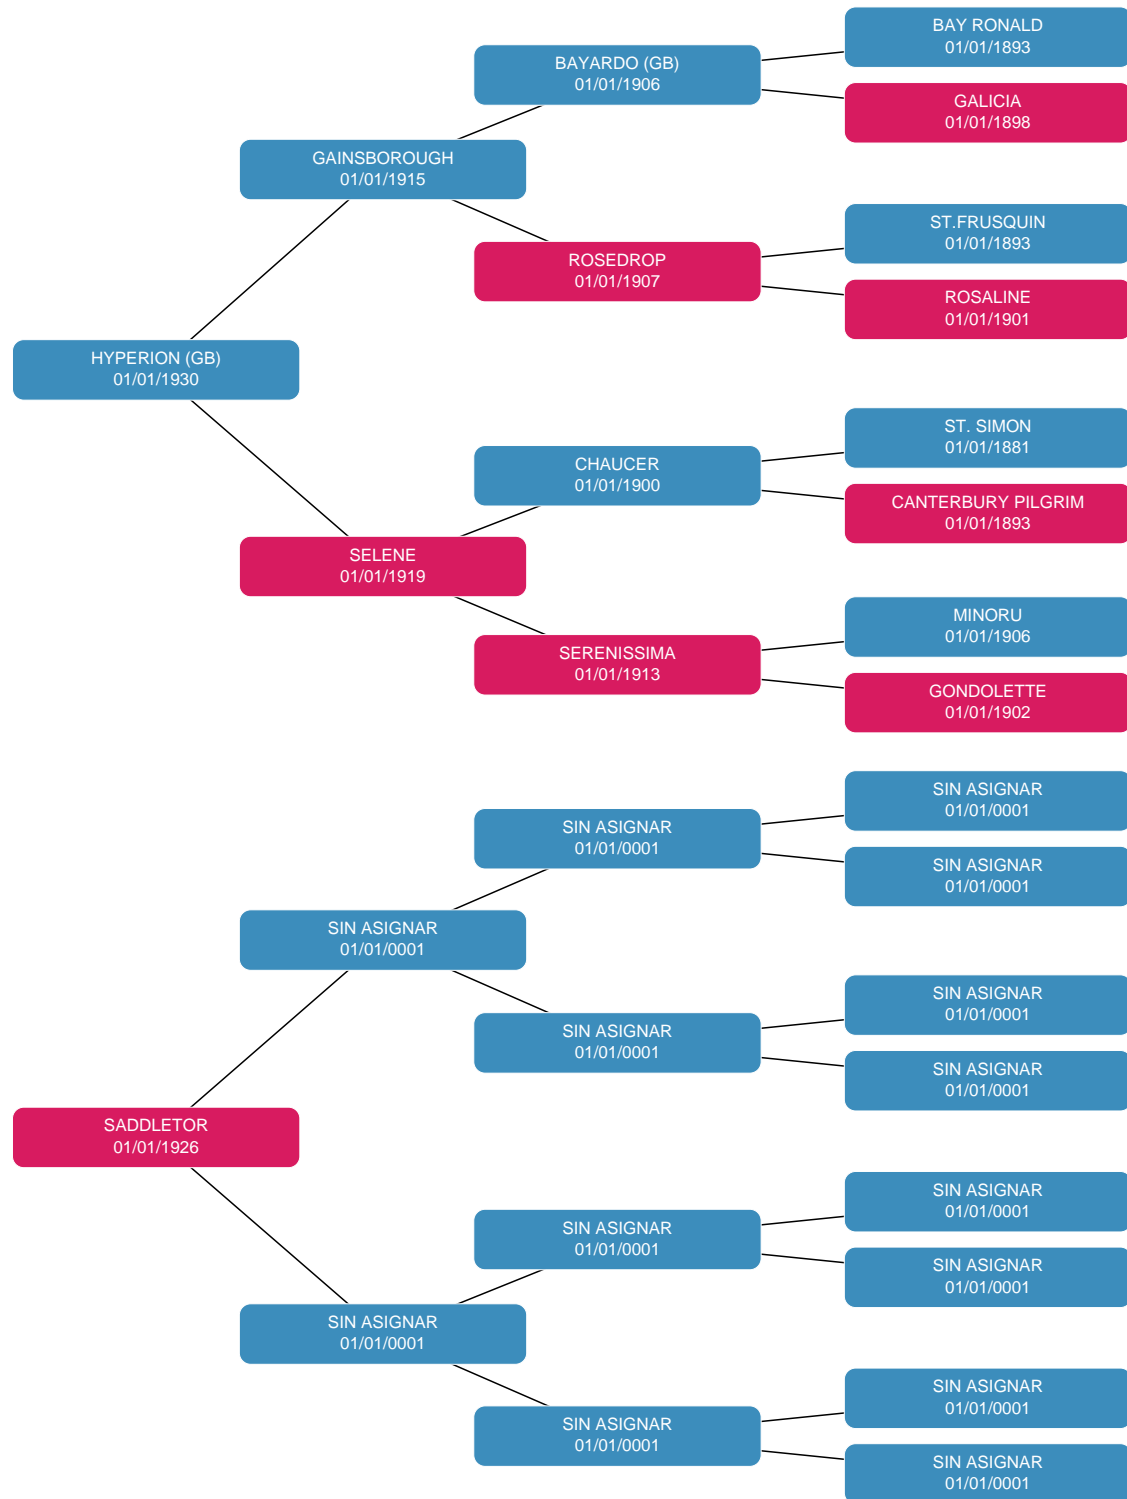 BAY RONALD
01/01/1893
BAYARDO (GB)
01/01/1906
GALICIA
01/01/1898
GAINSBOROUGH
01/01/1915
ST.FRUSQUIN
01/01/1893
ROSEDROP
01/01/1907
ROSALINE
01/01/1901
HYPERION (GB)
01/01/1930
ST. SIMON
01/01/1881
CHAUCER
01/01/1900
CANTERBURY PILGRIM
01/01/1893
SELENE
01/01/1919
MINORU
01/01/1906
SERENISSIMA
01/01/1913
GONDOLETTE
01/01/1902
SIN ASIGNAR
01/01/0001
SIN ASIGNAR
01/01/0001
SIN ASIGNAR
01/01/0001
SIN ASIGNAR
01/01/0001
SIN ASIGNAR
01/01/0001
SIN ASIGNAR
01/01/0001
SIN ASIGNAR
01/01/0001
SADDLETOR
01/01/1926
SIN ASIGNAR
01/01/0001
SIN ASIGNAR
01/01/0001
SIN ASIGNAR
01/01/0001
SIN ASIGNAR
01/01/0001
SIN ASIGNAR
01/01/0001
SIN ASIGNAR
01/01/0001
SIN ASIGNAR
01/01/0001